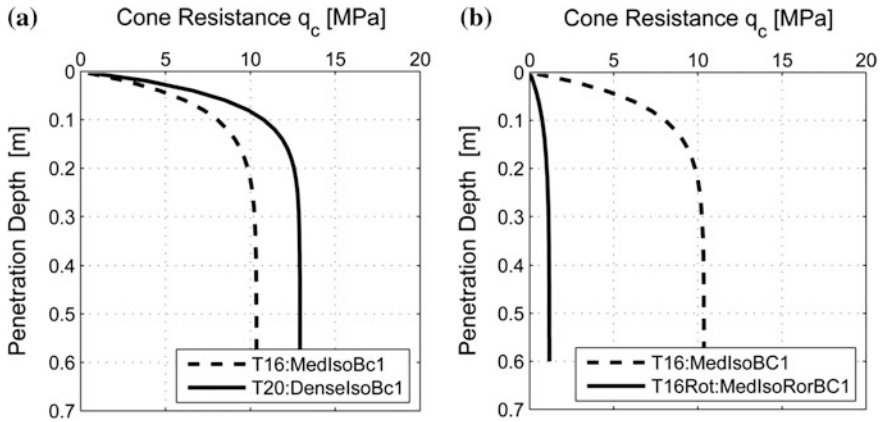 (a)
Cone Resistance q_c [MPa]
0 5 10 15 20
Penetration Depth [m]
0
0.1
0.2
0.3
0.4
0.5
0.6
0.7
T16:MedIsoBc1
T20:DenseIsoBc1
(b)
Cone Resistance q_c [MPa]
0 5 10 15 20
Penetration Depth [m]
0
0.1
0.2
0.3
0.4
0.5
0.6
0.7
T16:MedIsoBC1
T16Rot:MedIsoRorBC1